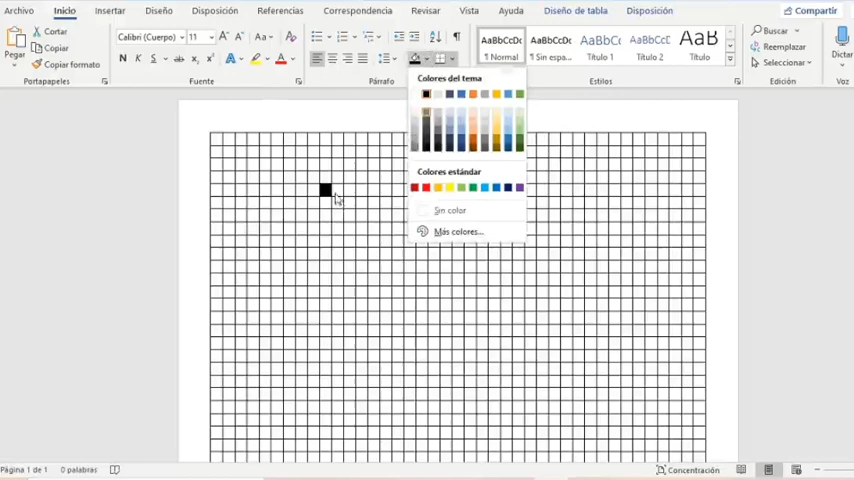 Archivo Inicio Insertar Diseño Disposición Referencias Correspondencia Revisar Vista Ayuda Diseño de tabla Disposición Compartir
Pegar
Cortar
Copiar
Copiar formato
Portapapeles
Calibri (Cuerpo) 11 A A Aa A
N K S ab x x A A
Fuente
Párrafo
AaBbCcDc AaBbCcDc AaBbCc AaBbCcD AaB
¶ Normal ¶ Sin espa... Título 1 Título 2 Título
Estilos
Buscar
Reemplazar
Seleccionar
Edición
Dictar
Voz
Colores del tema
Colores estándar
Sin color
Más colores...
Página 1 de 1 0 palabras Concentración